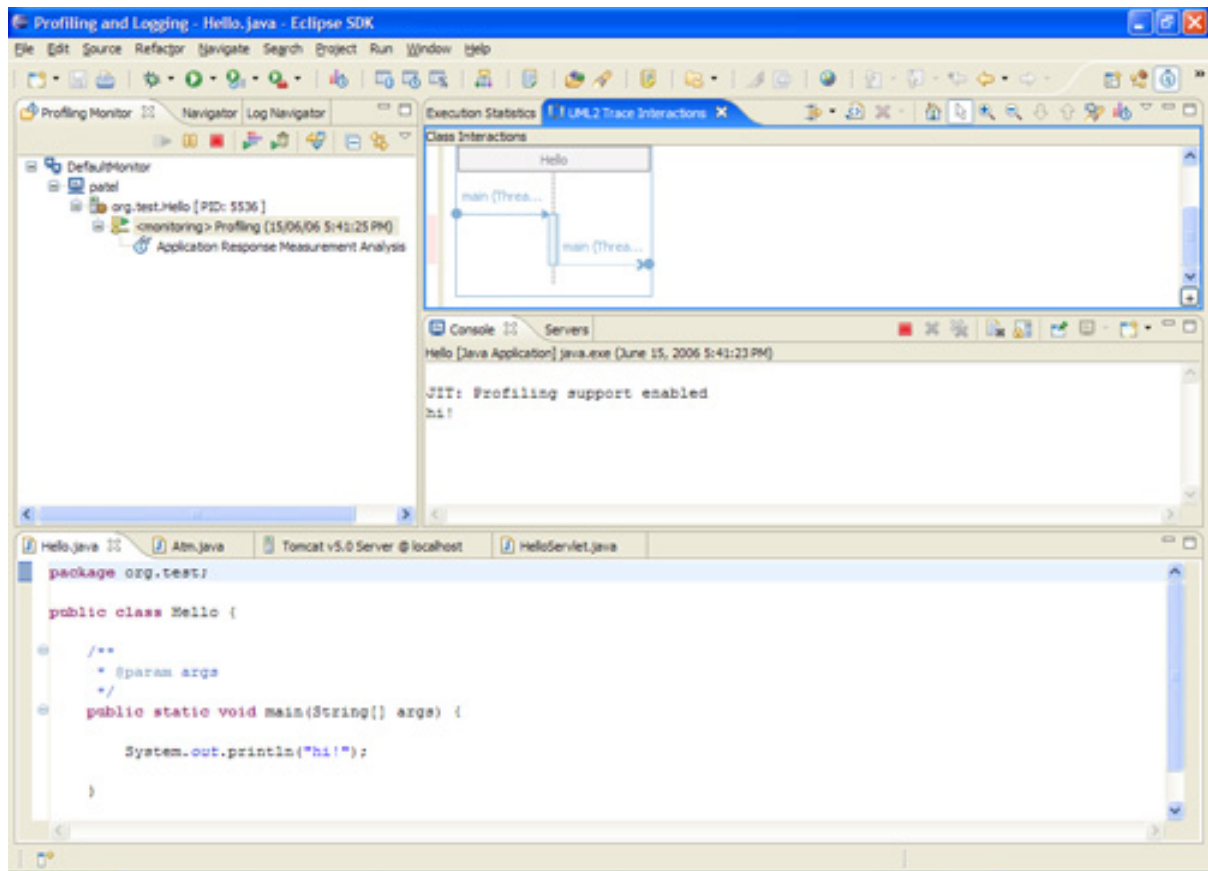 Profiling and Logging - Hello.java - Eclipse SDK
File Edit Source Refactor Navigate Search Project Run Window Help
Profiling Monitor Navigator Log Navigator
DefaultMonitor
patel
org.test.Hello [ PID: 5536 ]
<monitoring> Profiling (15/06/06 5:41:25 PM)
Application Response Measurement Analysis
Execution Statistics UML2 Trace Interactions
Class Interactions
Hello
main (Threa...
main (Threa...
Console Servers
Hello [Java Application] java.exe (June 15, 2006 5:41:23 PM)
JIT: Profiling support enabled
hi!
Hello.java Atm.java Tomcat v5.0 Server @ localhost HelloServlet.java
package org.test;
public class Hello {
/**
* @param args
*/
public static void main(String[] args) {
System.out.println("hi!");
}